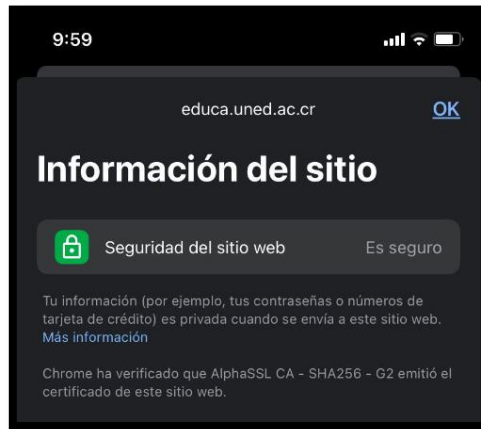 9:59
educa.uned.ac.cr
OK
Información del sitio
Seguridad del sitio web Es seguro
Tu información (por ejemplo, tus contraseñas o números de
tarjeta de crédito) es privada cuando se envía a este sitio web.
Más información
Chrome ha verificado que AlphaSSL CA - SHA256 - G2 emitió el
certificado de este sitio web.